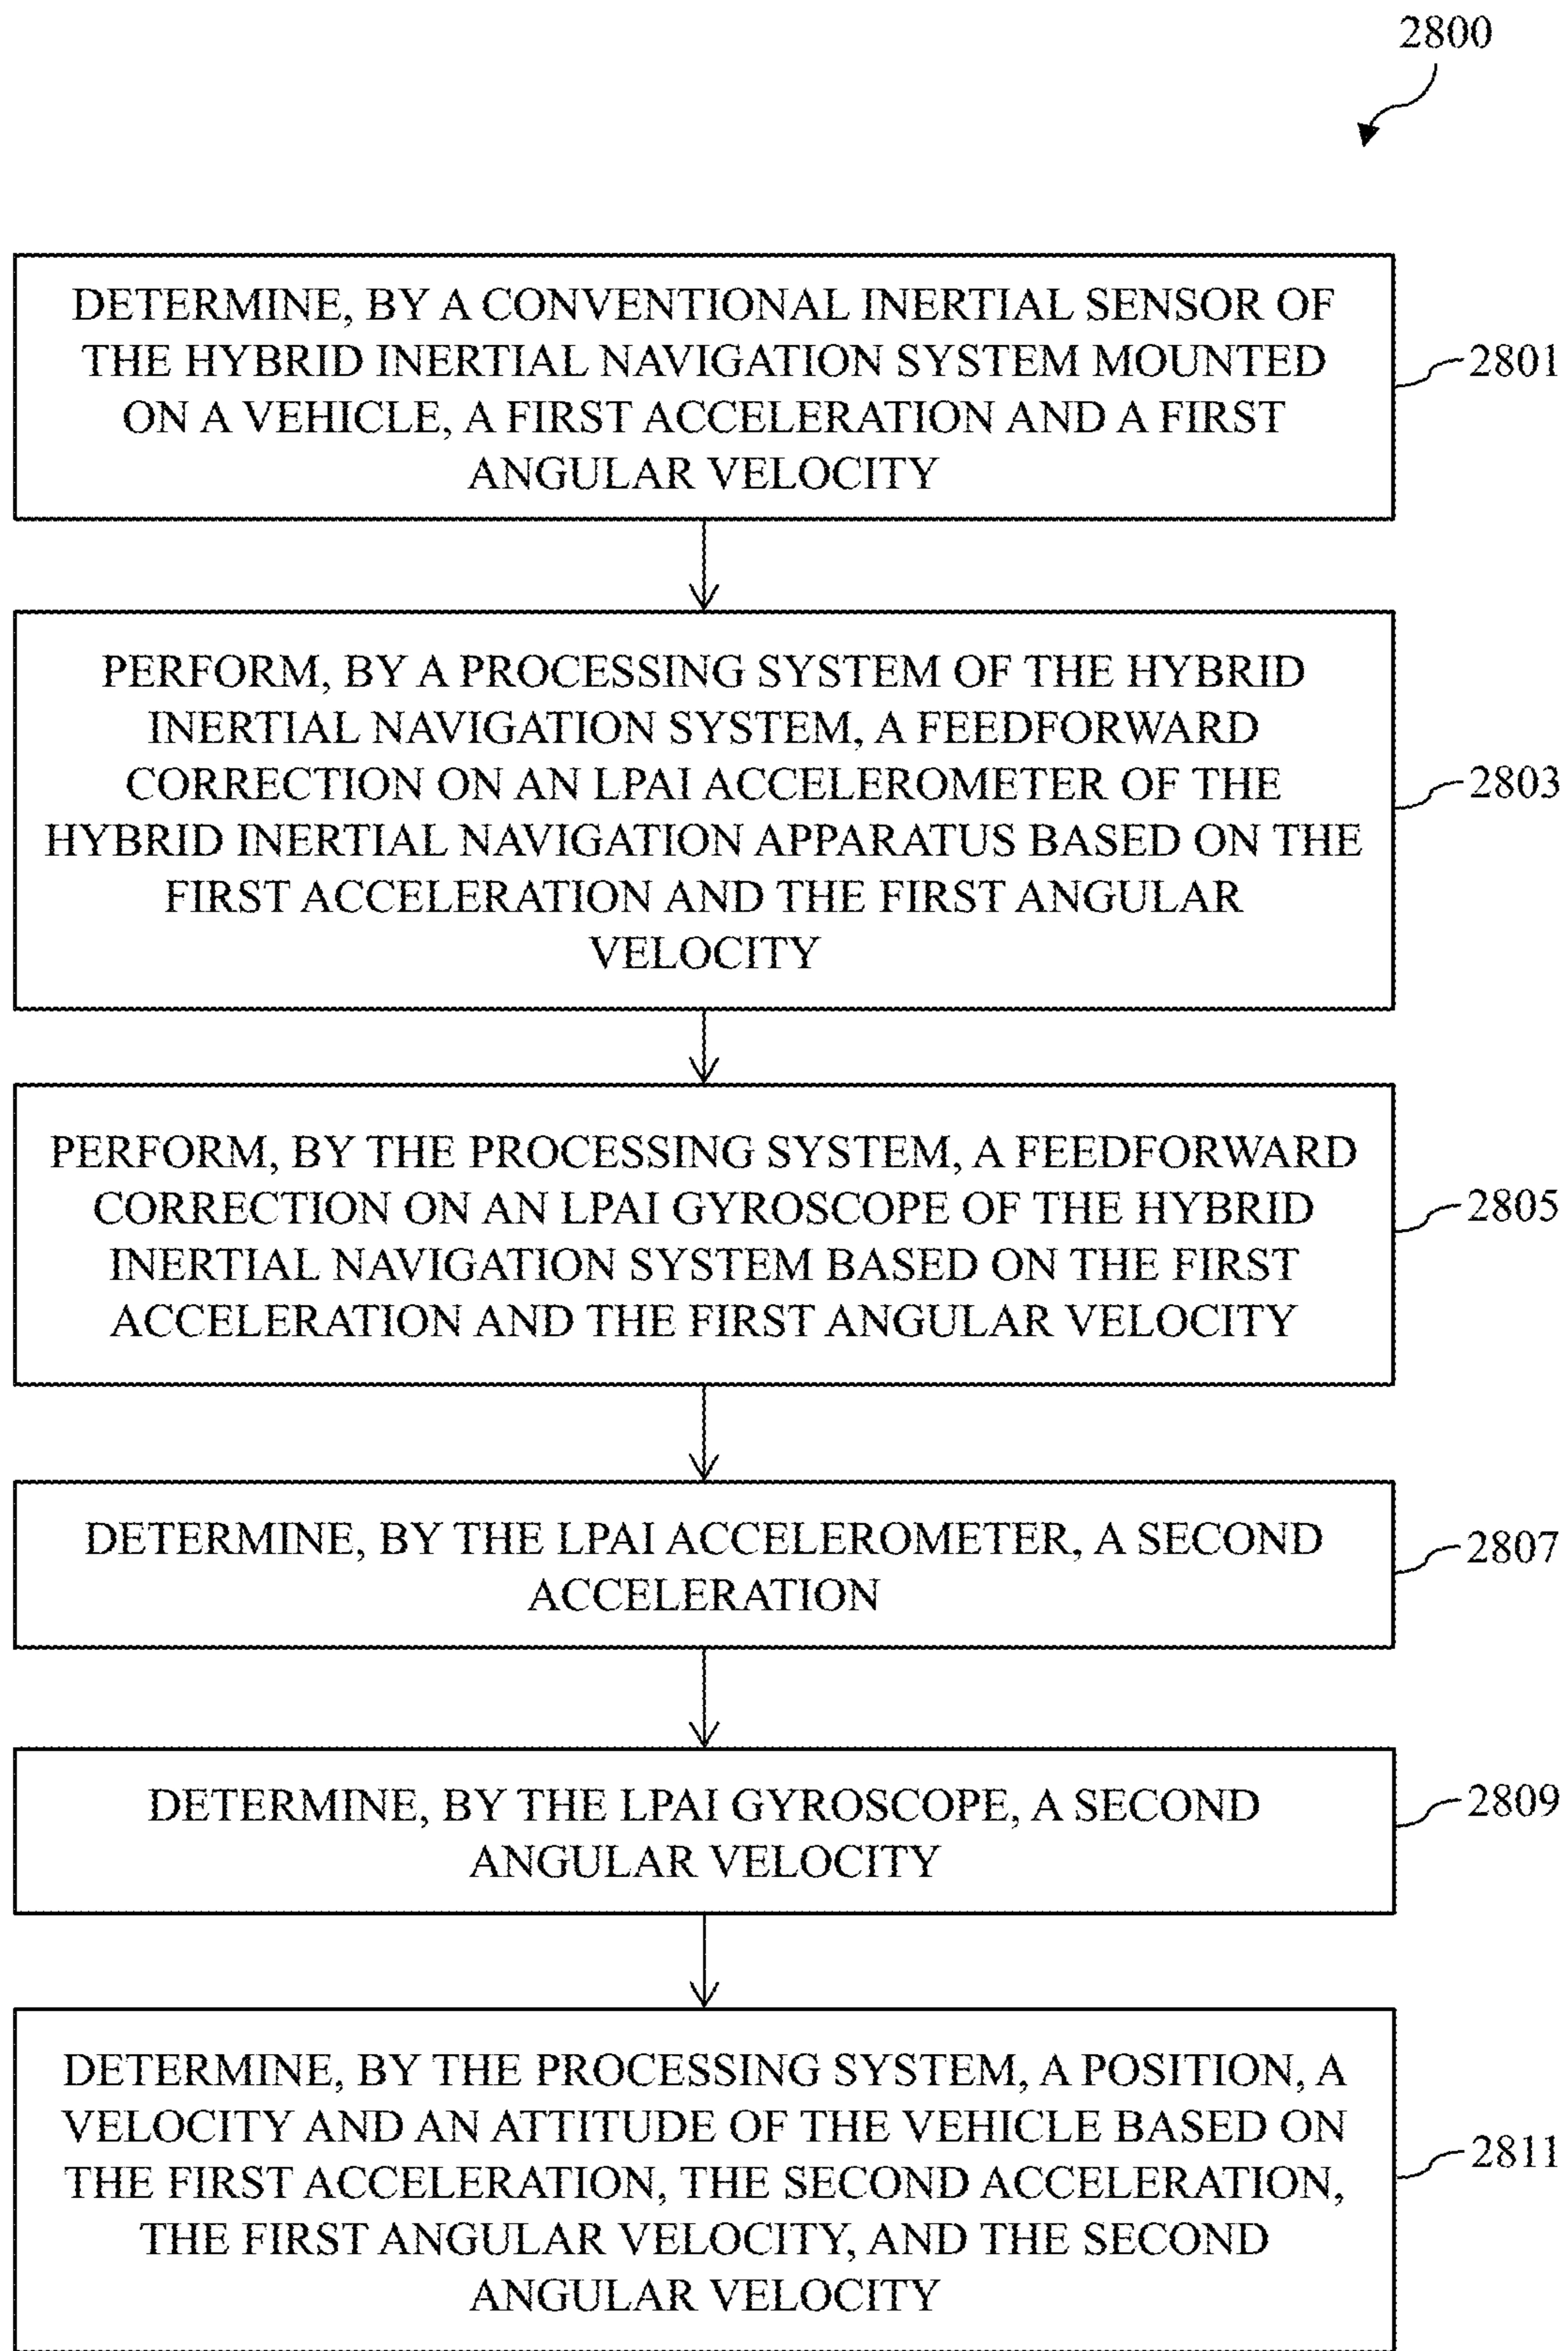 2800
DETERMINE, BY A CONVENTIONAL INERTIAL SENSOR OF
THE HYBRID INERTIAL NAVIGATION SYSTEM MOUNTED
ON A VEHICLE, A FIRST ACCELERATION AND A FIRST
ANGULAR VELOCITY
2801
PERFORM, BY A PROCESSING SYSTEM OF THE HYBRID
INERTIAL NAVIGATION SYSTEM, A FEEDFORWARD
CORRECTION ON AN LPAI ACCELEROMETER OF THE
HYBRID INERTIAL NAVIGATION APPARATUS BASED ON THE
FIRST ACCELERATION AND THE FIRST ANGULAR
VELOCITY
2803
PERFORM, BY THE PROCESSING SYSTEM, A FEEDFORWARD
CORRECTION ON AN LPAI GYROSCOPE OF THE HYBRID
INERTIAL NAVIGATION SYSTEM BASED ON THE FIRST
ACCELERATION AND THE FIRST ANGULAR VELOCITY
2805
DETERMINE, BY THE LPAI ACCELEROMETER, A SECOND
ACCELERATION
2807
DETERMINE, BY THE LPAI GYROSCOPE, A SECOND
ANGULAR VELOCITY
2809
DETERMINE, BY THE PROCESSING SYSTEM, A POSITION, A
VELOCITY AND AN ATTITUDE OF THE VEHICLE BASED ON
THE FIRST ACCELERATION, THE SECOND ACCELERATION,
THE FIRST ANGULAR VELOCITY, AND THE SECOND
ANGULAR VELOCITY
2811